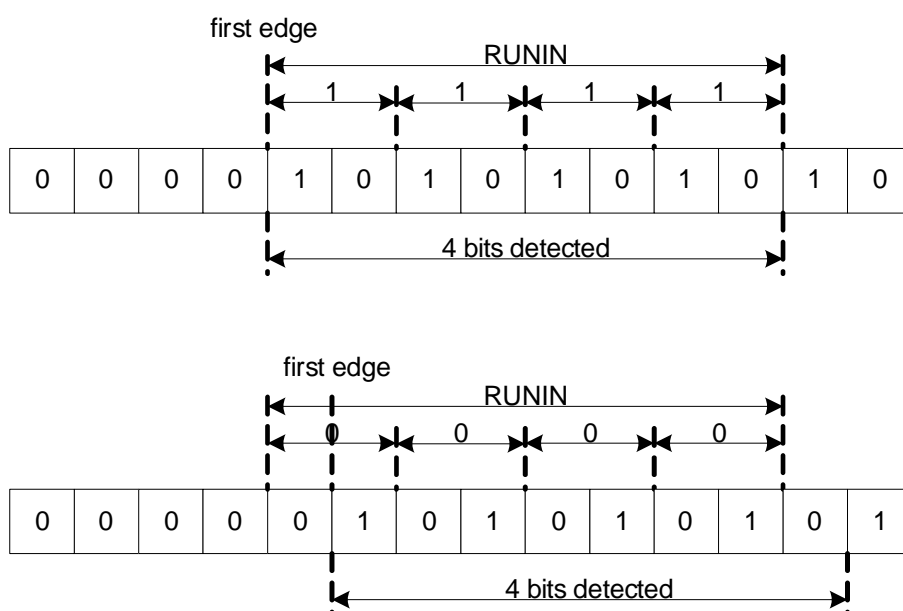 first edge
RUNIN
1 1 1 1
0 0 0 0 1 0 1 0 1 0 1 0 1 0
4 bits detected
first edge
RUNIN
0 0 0 0
0 0 0 0 0 1 0 1 0 1 0 1 0 1
4 bits detected